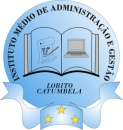 INSTITUTO MÉDIO DE ADMINISTRAÇÃO E GESTÃO
LOBITO
CATUMBELA